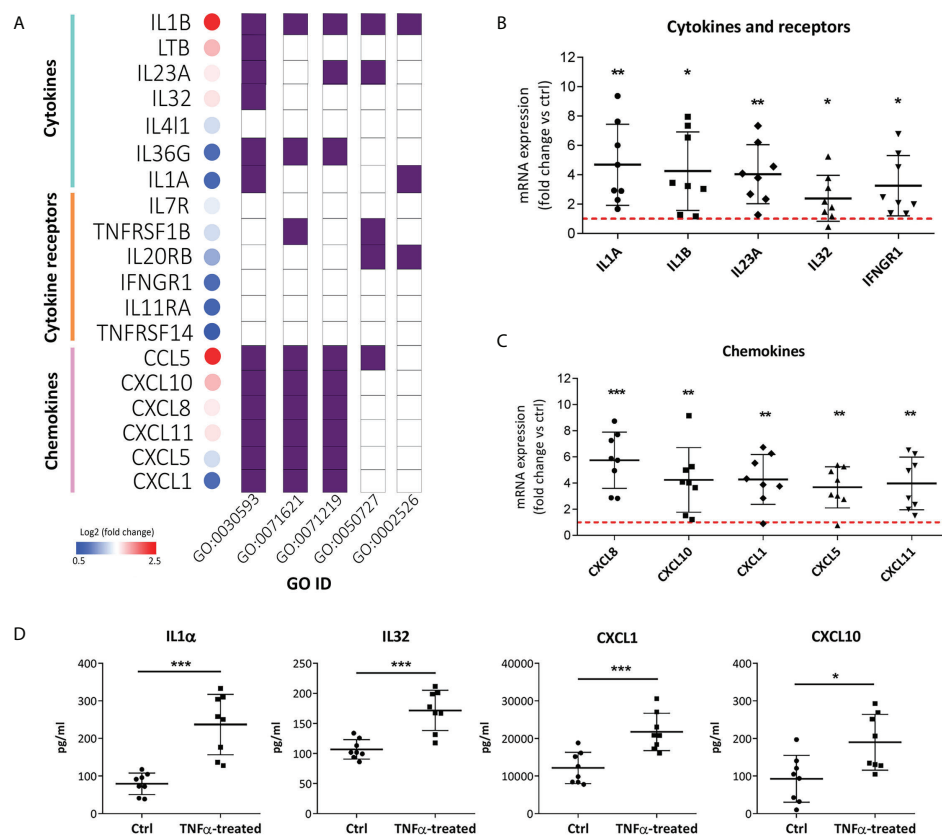 A
Cytokines
IL1B
LTB
IL23A
IL32
IL4I1
IL36G
IL1A
Cytokine receptors
IL7R
TNFRSF1B
IL20RB
IFNGR1
IL11RA
TNFRSF14
Chemokines
CCL5
CXCL10
CXCL8
CXCL11
CXCL5
CXCL1
GO:0030593
GO:0071621
GO:0071219
GO:0050727
GO:0002526
GO ID
Log2 (fold change)
0.5 2.5
B
Cytokines and receptors
mRNA expression
(fold change vs ctrl)
12
10
8
6
4
2
0
** * ** * *
IL1A IL1B IL23A IL32 IFNGR1
C
Chemokines
mRNA expression
(fold change vs ctrl)
12
10
8
6
4
2
0
*** ** ** ** **
CXCL8 CXCL10 CXCL1 CXCL5 CXCL11
D
IL1α
pg/ml
400
300
200
100
0
***
Ctrl TNFα-treated
IL32
pg/ml
250
200
150
100
50
0
***
Ctrl TNFα-treated
CXCL1
pg/ml
40000
30000
20000
10000
0
***
Ctrl TNFα-treated
CXCL10
pg/ml
400
300
200
100
0
*
Ctrl TNFα-treated